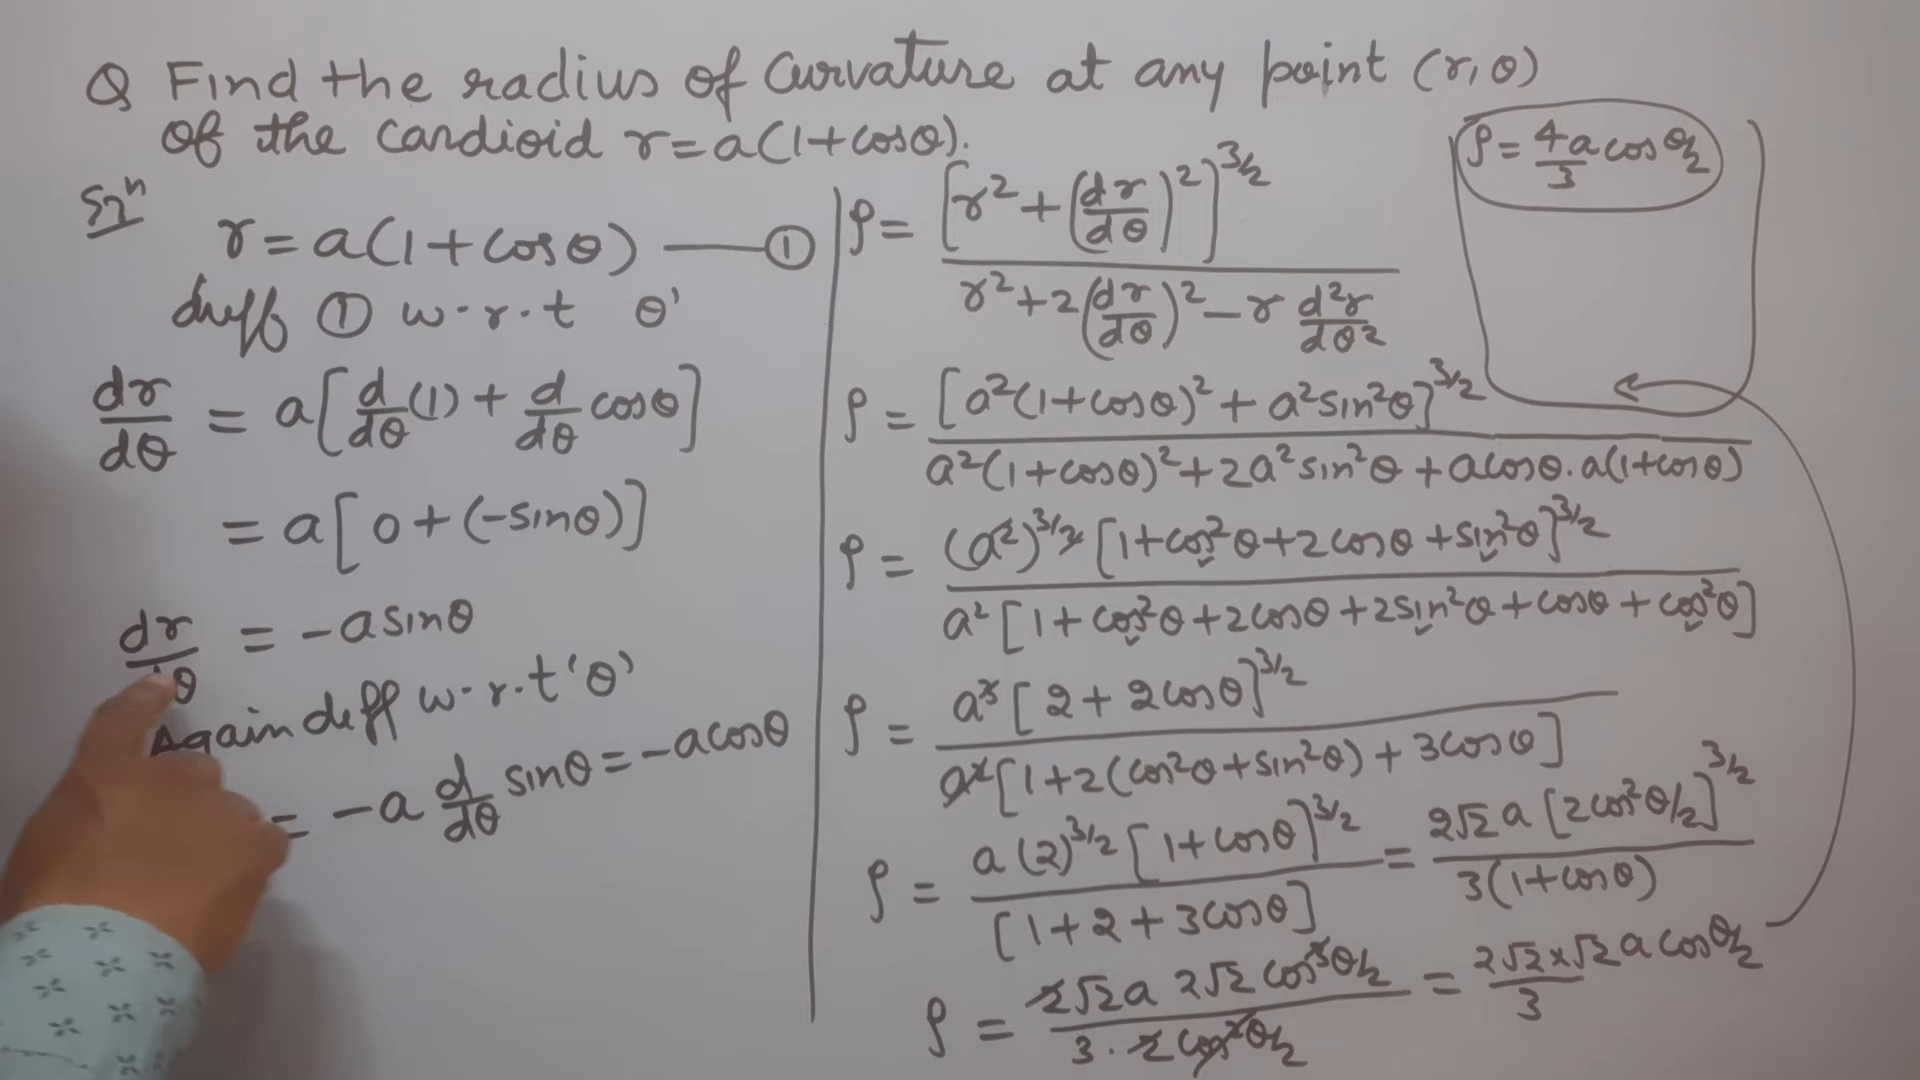 Q Find the radius of Curvature at any point (r, θ)
of the cardioid r=a(1+cosθ).
Solⁿ
r=a(1+cosθ) —— ①
diff ① w.r.t θ'
dr/dθ = a[d/dθ(1) + d/dθ cosθ]
= a[0+(-sinθ)]
dr/dθ = -a sinθ
Again diff w.r.t 'θ'
= -a d/dθ sinθ = -a cosθ
ρ = [r² + (dr/dθ)²]^3/2 / r²+2(dr/dθ)² - r d²r/dθ²
ρ = [a²(1+cosθ)² + a²sin²θ]^3/2 / a²(1+cosθ)²+2a²sin²θ + acosθ.a(1+cosθ)
ρ = (a²)^3/2 [1+cos²θ+2cosθ+sin²θ]^3/2 / a²[1+cos²θ+2cosθ+2sin²θ+cosθ+cos²θ]
ρ = a³[2+2cosθ]^3/2 / a²[1+2(cos²θ+sin²θ)+3cosθ]
ρ = a(2)^3/2 [1+cosθ]^3/2 / [1+2+3cosθ] = 2√2 a [2cos²θ/2]^3/2 / 3(1+cosθ)
ρ = 2√2a 2√2 cos³θ/2 / 3.2cos²θ/2 = 2√2×√2 a cosθ/2 / 3
ρ = 4a/3 cos θ/2